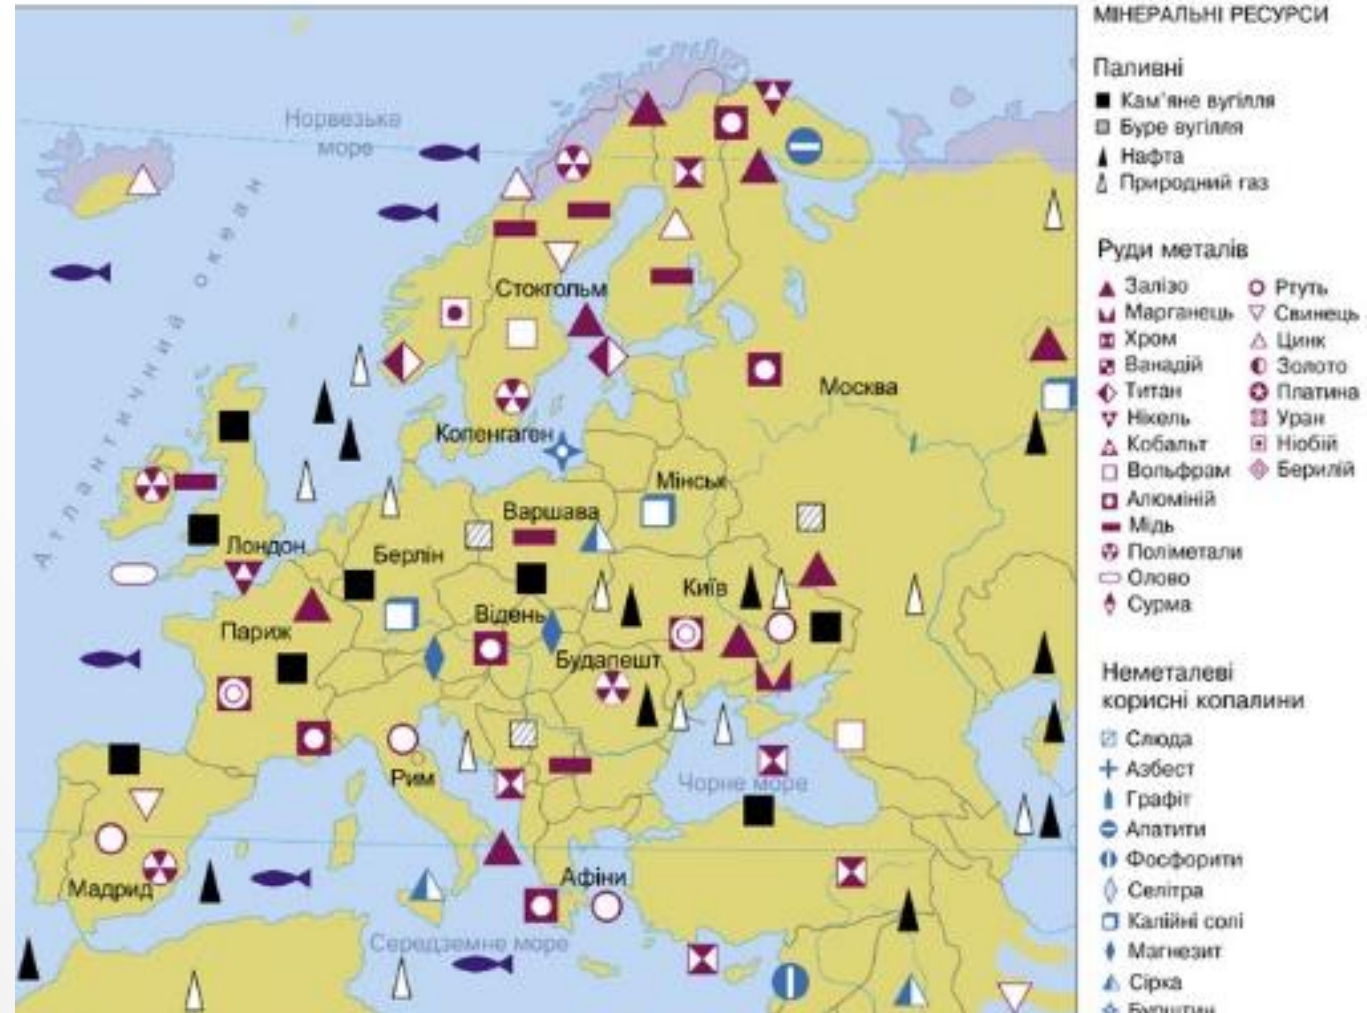 Норвезька
море
Атлантичний океан
Стокгольм
Москва
Копенгаген
Мінськ
Варшава
Лондон
Берлін
Київ
Відень
Париж
Будапешт
Рим
Чорне море
Мадрид
Афіни
Середземне море
МІНЕРАЛЬНІ РЕСУРСИ
Паливні
Кам'яне вугілля
Буре вугілля
Нафта
Природний газ
Руди металів
Залізо
Марганець
Хром
Ванадій
Титан
Нікель
Кобальт
Вольфрам
Алюміній
Мідь
Поліметали
Олово
Сурма
Ртуть
Свинець
Цинк
Золото
Платина
Уран
Ніобій
Берилій
Неметалеві
корисні копалини
Слюда
Азбест
Графіт
Апатити
Фосфорити
Селітра
Калійні солі
Магнезит
Сірка
Бурштин